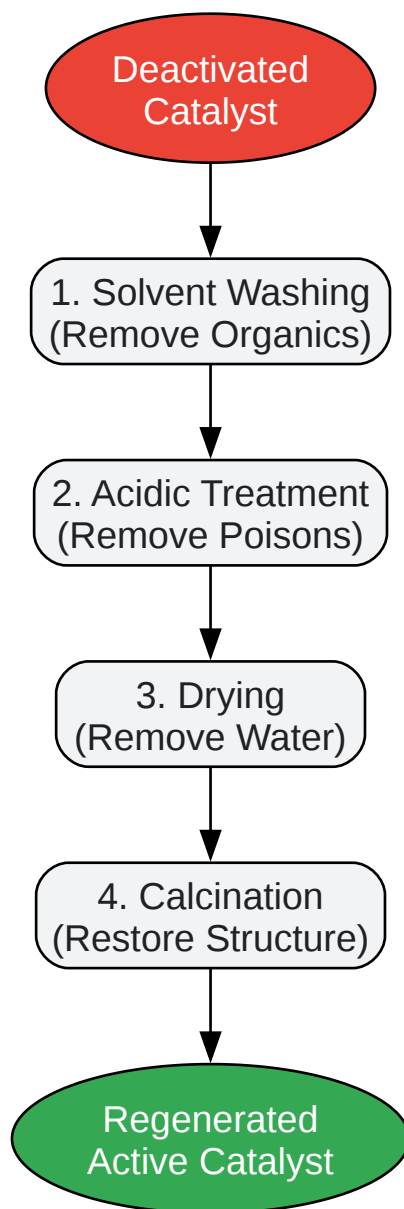 Deactivated
Catalyst
1. Solvent Washing
(Remove Organics)
2. Acidic Treatment
(Remove Poisons)
3. Drying
(Remove Water)
4. Calcination
(Restore Structure)
Regenerated
Active Catalyst